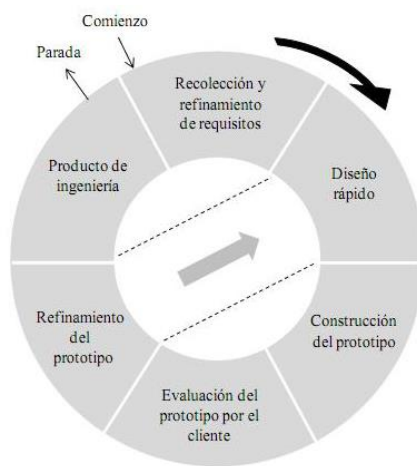 Comienzo
Parada
Recolección y
refinamiento
de requisitos
Diseño
rápido
Construcción
del prototipo
Evaluación del
prototipo por el
cliente
Refinamiento
del
prototipo
Producto de
ingeniería